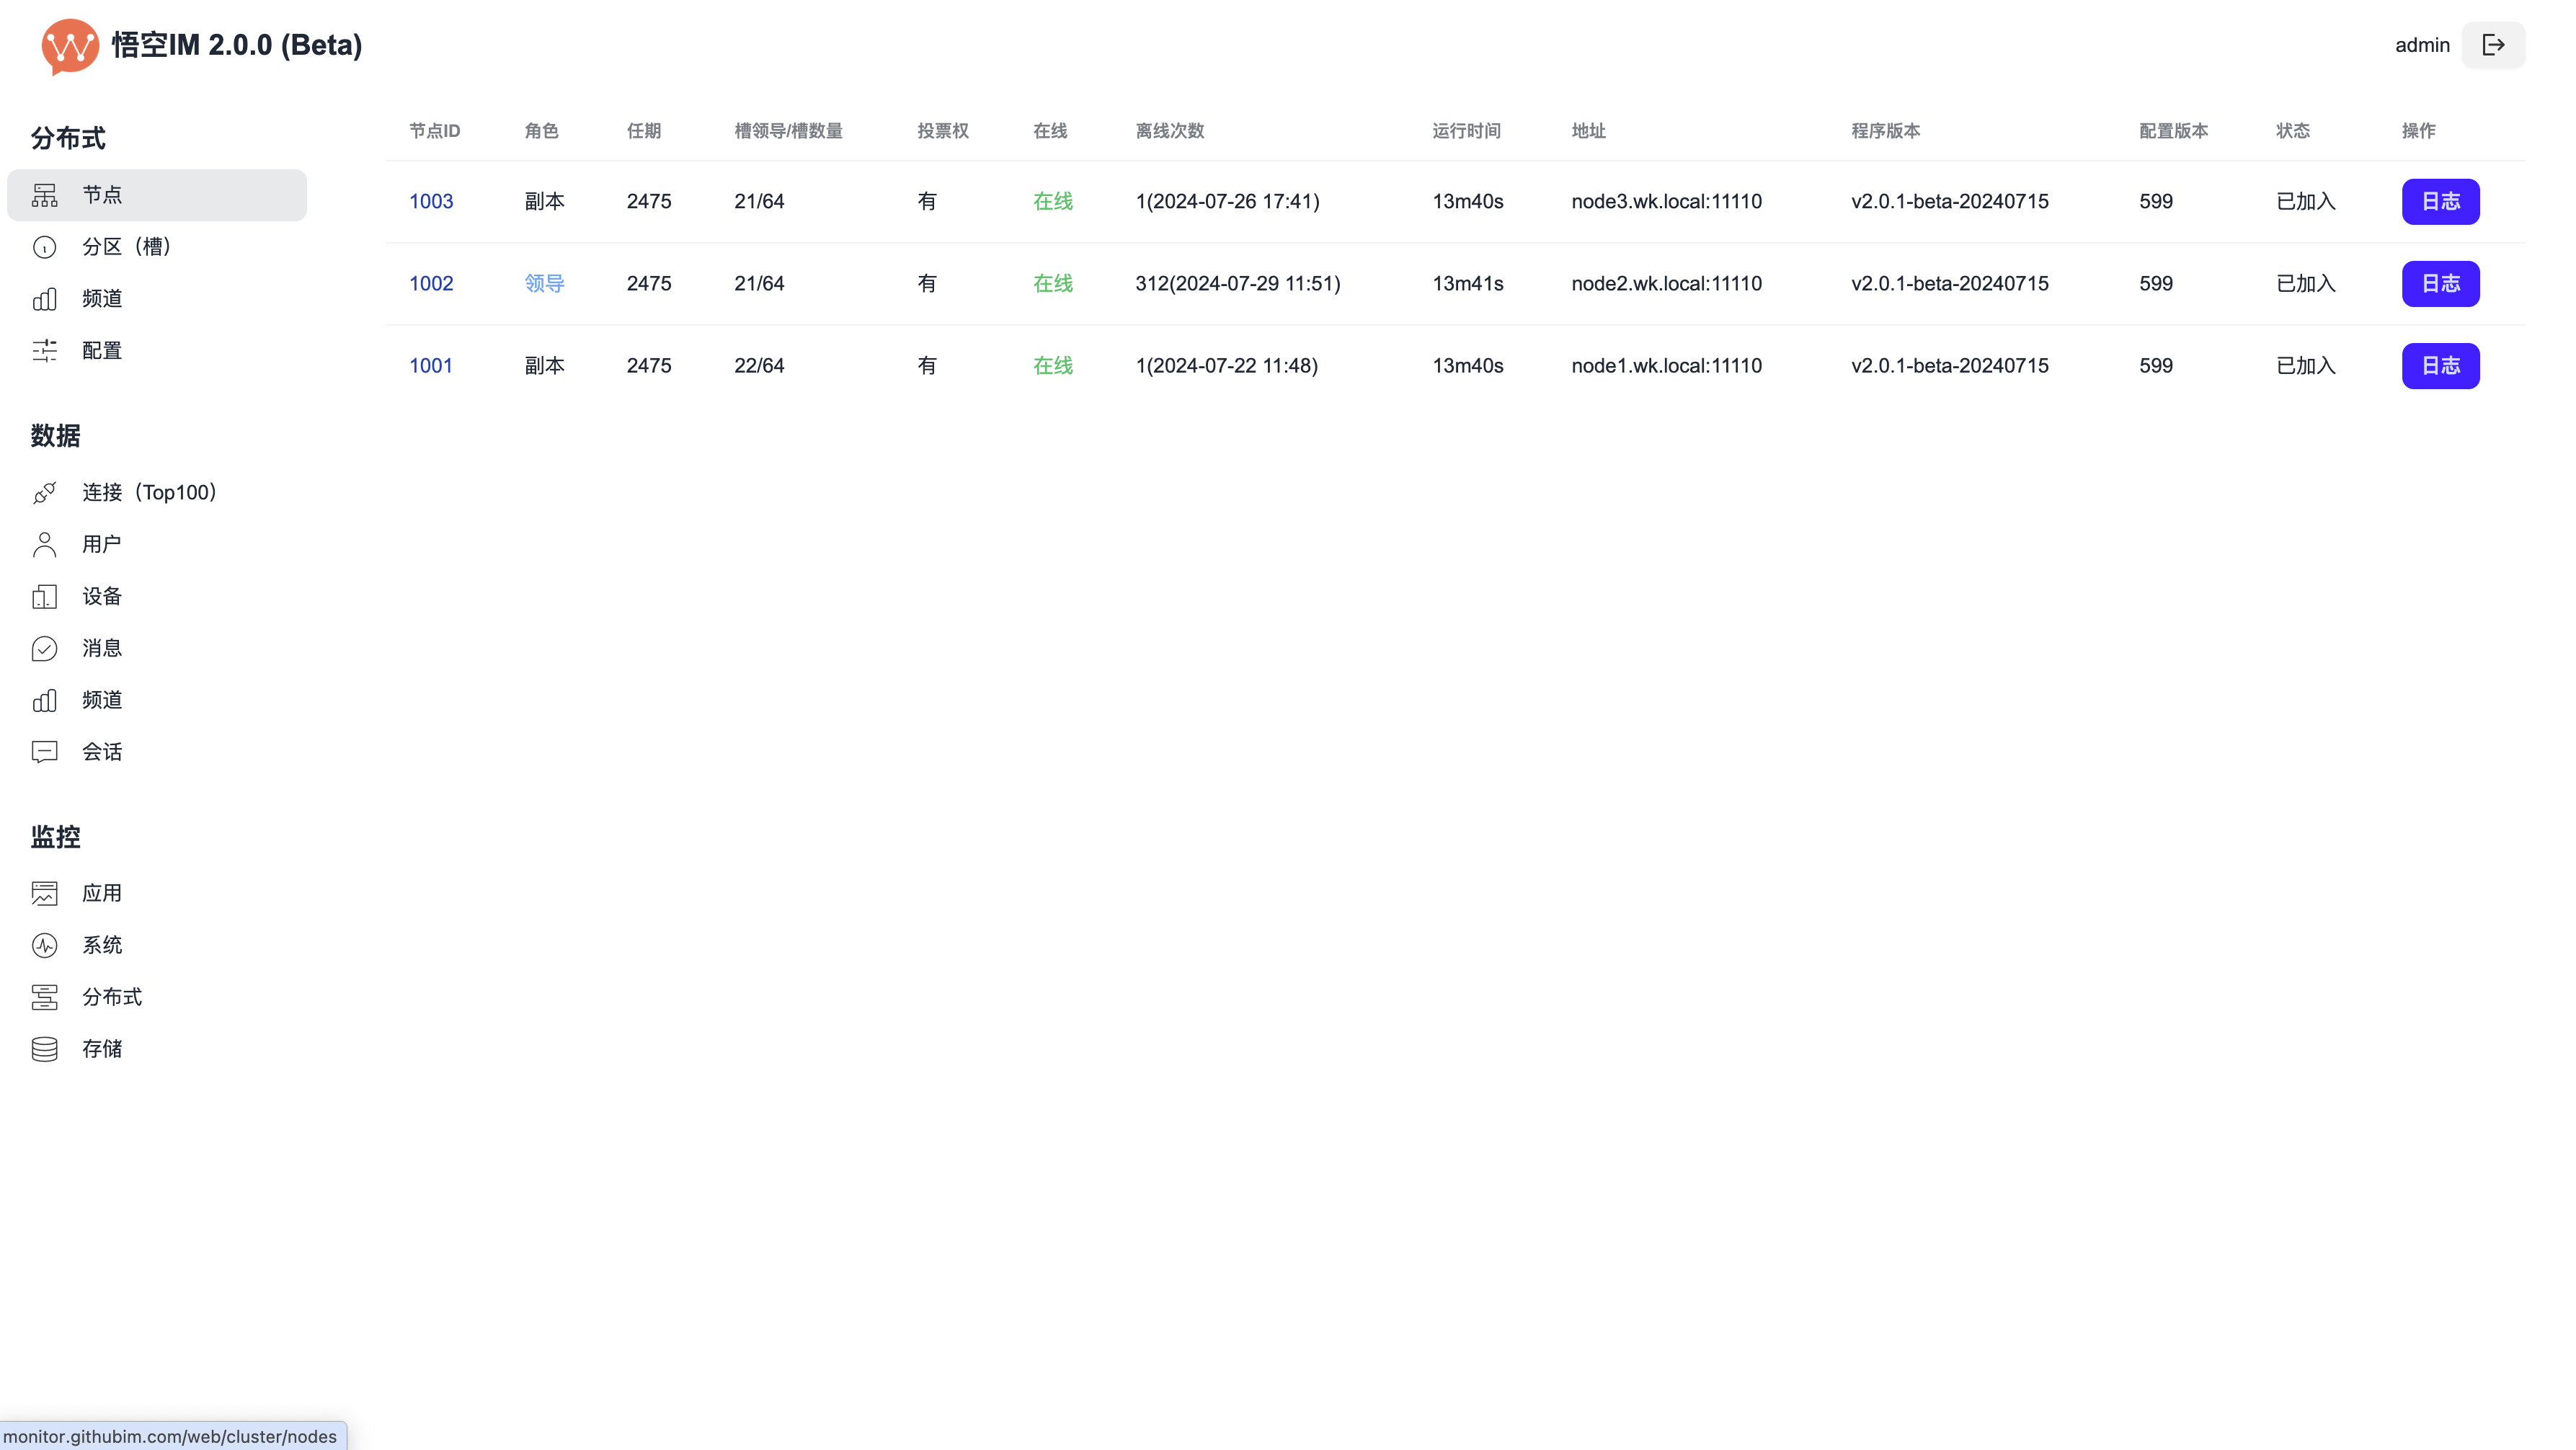 悟空IM 2.0.0 (Beta)
admin
分布式
节点
分区（槽）
频道
配置
数据
连接（Top100）
用户
设备
消息
频道
会话
监控
应用
系统
分布式
存储
节点ID 角色 任期 槽领导/槽数量 投票权 在线 离线次数 运行时间 地址 程序版本 配置版本 状态 操作
1003 副本 2475 21/64 有 在线 1(2024-07-26 17:41) 13m40s node3.wk.local:11110 v2.0.1-beta-20240715 599 已加入 日志
1002 领导 2475 21/64 有 在线 312(2024-07-29 11:51) 13m41s node2.wk.local:11110 v2.0.1-beta-20240715 599 已加入 日志
1001 副本 2475 22/64 有 在线 1(2024-07-22 11:48) 13m40s node1.wk.local:11110 v2.0.1-beta-20240715 599 已加入 日志
monitor.githubim.com/web/cluster/nodes